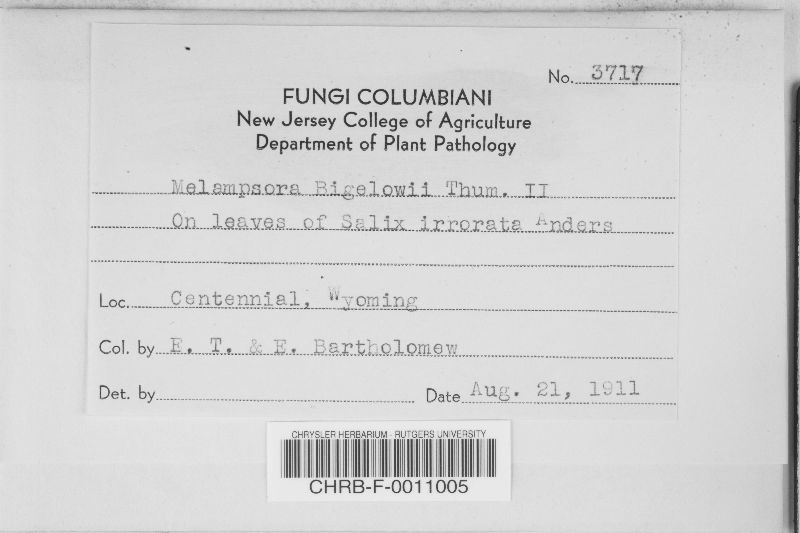 No. 3717
FUNGI COLUMBIANI
New Jersey College of Agriculture
Department of Plant Pathology
Melampsora Bigelowii Thum. II
On leaves of Salix irrorata Anders
Loc. Centennial, Wyoming
Col. by E. T. & E. Bartholomew
Det. by
Date Aug. 21, 1911
CHRYSLER HERBARIUM - RUTGERS UNIVERSITY
CHRB-F-0011005